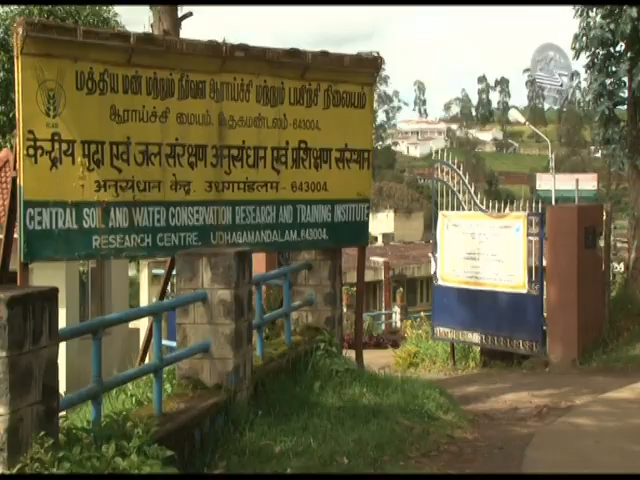 மத்திய மண் மற்றும் நீர்வள ஆராய்ச்சி மற்றும் பயிற்சி நிலையம்
ஆராய்ச்சி மையம், உதகமண்டலம்-643004.
केन्द्रीय मृदा एवं जल संरक्षण अनुसंधान एवं प्रशिक्षण संस्थान
अनुसंधान केन्द्र, उधगमंडलम-643004.
CENTRAL SOIL AND WATER CONSERVATION RESEARCH AND TRAINING INSTITUTE
RESEARCH CENTRE, UDHAGAMANDALAM.-643004.